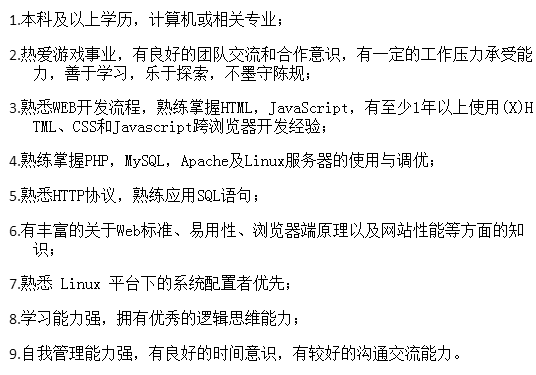 1.本科及以上学历，计算机或相关专业；
2.热爱游戏事业，有良好的团队交流和合作意识，有一定的工作压力承受能
力，善于学习，乐于探索，不墨守陈规；
3.熟悉WEB开发流程，熟练掌握HTML，JavaScript，有至少1年以上使用(X)H
TML、CSS和Javascript跨浏览器开发经验；
4.熟练掌握PHP，MySQL，Apache及Linux服务器的使用与调优；
5.熟悉HTTP协议，熟练应用SQL语句；
6.有丰富的关于Web标准、易用性、浏览器端原理以及网站性能等方面的知
识；
7.熟悉 Linux 平台下的系统配置者优先；
8.学习能力强，拥有优秀的逻辑思维能力；
9.自我管理能力强，有良好的时间意识，有较好的沟通交流能力。